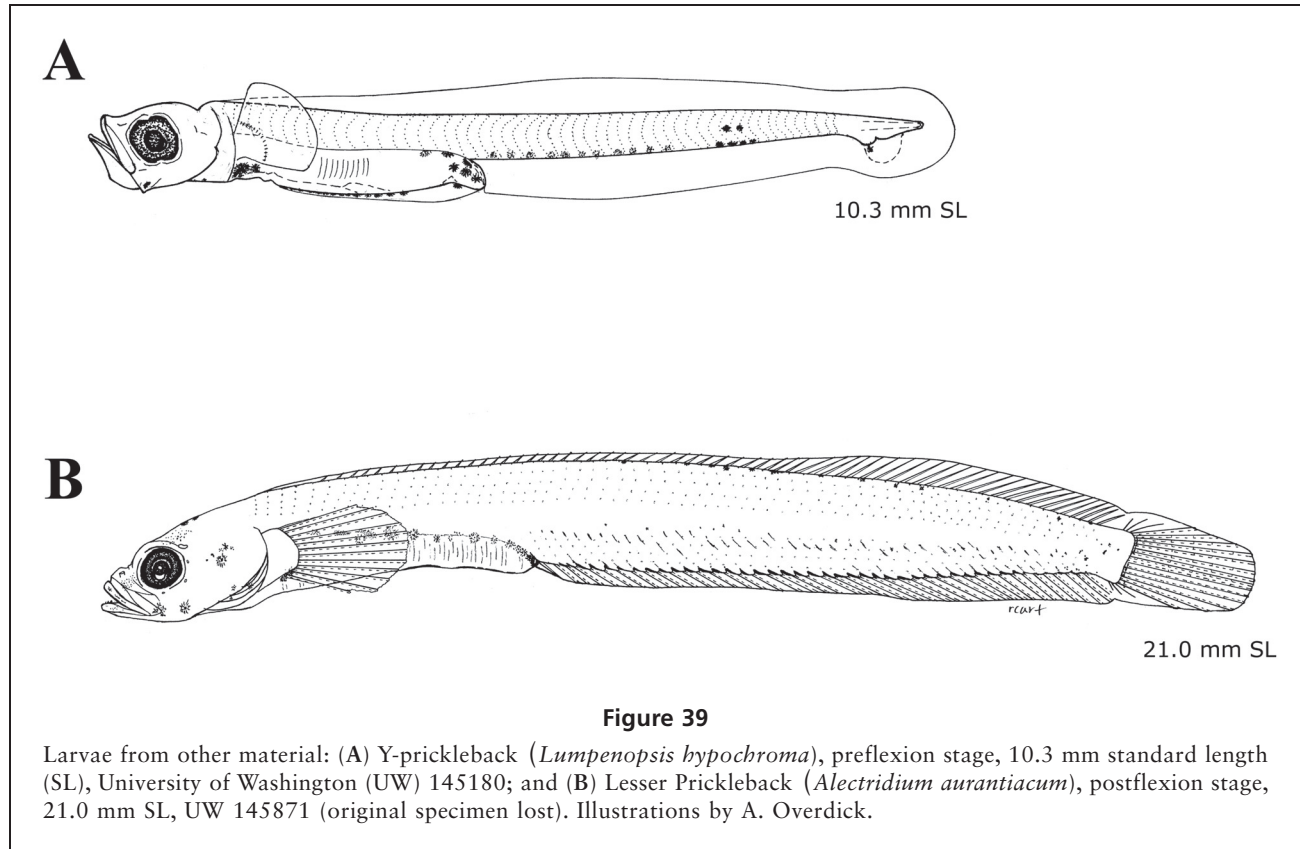 A
10.3 mm SL
B
rcart
21.0 mm SL
Figure 39
Larvae from other material: (A) Y-prickleback (Lumpenopsis hypochroma), preflexion stage, 10.3 mm standard length
(SL), University of Washington (UW) 145180; and (B) Lesser Prickleback (Alectridium aurantiacum), postflexion stage,
21.0 mm SL, UW 145871 (original specimen lost). Illustrations by A. Overdick.